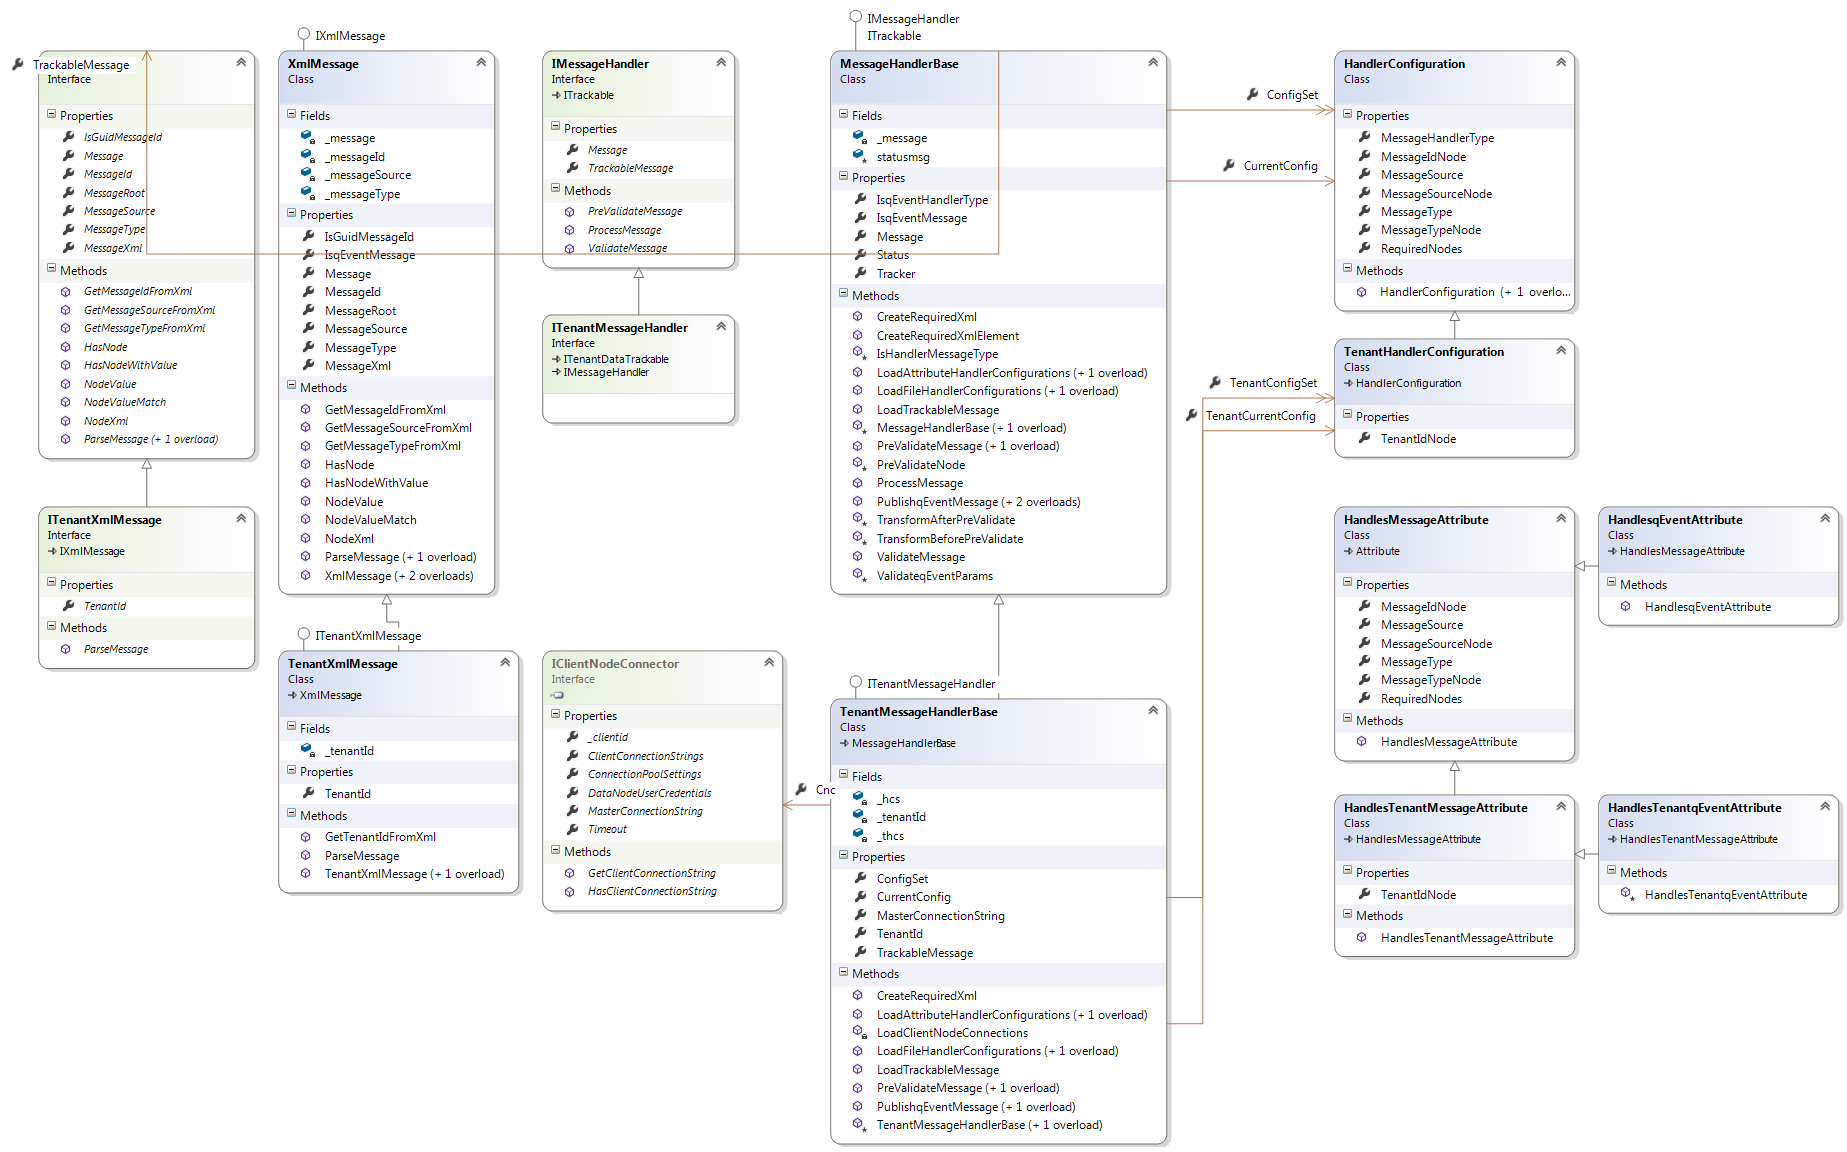 TrackableMessage
Interface
Properties
IsGuidMessageId
Message
MessageId
MessageRoot
MessageSource
MessageType
MessageXml
Methods
GetMessageIdFromXml
GetMessageSourceFromXml
GetMessageTypeFromXml
HasNode
HasNodeWithValue
NodeValue
NodeValueMatch
NodeXml
ParseMessage (+ 1 overload)
ITenantXmlMessage
Interface
IXmlMessage
Properties
TenantId
Methods
ParseMessage
IXmlMessage
XmlMessage
Class
Fields
_message
_messageId
_messageSource
_messageType
Properties
IsGuidMessageId
IsqEventMessage
Message
MessageId
MessageRoot
MessageSource
MessageType
MessageXml
Methods
GetMessageIdFromXml
GetMessageSourceFromXml
GetMessageTypeFromXml
HasNode
HasNodeWithValue
NodeValue
NodeValueMatch
NodeXml
ParseMessage (+ 1 overload)
XmlMessage (+ 2 overloads)
ITenantXmlMessage
TenantXmlMessage
Class
XmlMessage
Fields
_tenantId
Properties
TenantId
Methods
GetTenantIdFromXml
ParseMessage
TenantXmlMessage (+ 1 overload)
IMessageHandler
Interface
ITrackable
Properties
Message
TrackableMessage
Methods
PreValidateMessage
ProcessMessage
ValidateMessage
ITenantMessageHandler
Interface
ITenantDataTrackable
IMessageHandler
IClientNodeConnector
Interface
Properties
_clientid
ClientConnectionStrings
ConnectionPoolSettings
DataNodeUserCredentials
MasterConnectionString
Timeout
Methods
GetClientConnectionString
HasClientConnectionString
IMessageHandler
ITrackable
MessageHandlerBase
Class
Fields
_message
statusmsg
Properties
IsqEventHandlerType
IsqEventMessage
Message
Status
Tracker
Methods
CreateRequiredXml
CreateRequiredXmlElement
IsHandlerMessageType
LoadAttributeHandlerConfigurations (+ 1 overload)
LoadFileHandlerConfigurations (+ 1 overload)
LoadTrackableMessage
MessageHandlerBase (+ 1 overload)
PreValidateMessage (+ 1 overload)
PreValidateNode
ProcessMessage
PublishqEventMessage (+ 2 overloads)
TransformAfterPreValidate
TransformBeforePreValidate
ValidateMessage
ValidateqEventParams
ITenantMessageHandler
TenantMessageHandlerBase
Class
MessageHandlerBase
Cnc
Fields
_hcs
_tenantId
_thcs
Properties
ConfigSet
CurrentConfig
MasterConnectionString
TenantId
TrackableMessage
Methods
CreateRequiredXml
LoadAttributeHandlerConfigurations (+ 1 overload)
LoadClientNodeConnections
LoadFileHandlerConfigurations (+ 1 overload)
LoadTrackableMessage
PreValidateMessage (+ 1 overload)
PublishqEventMessage (+ 1 overload)
TenantMessageHandlerBase (+ 1 overload)
ConfigSet
CurrentConfig
TenantConfigSet
TenantCurrentConfig
HandlerConfiguration
Class
Properties
MessageHandlerType
MessageIdNode
MessageSource
MessageSourceNode
MessageType
MessageTypeNode
RequiredNodes
Methods
HandlerConfiguration (+ 1 overlo...
TenantHandlerConfiguration
Class
HandlerConfiguration
Properties
TenantIdNode
HandlesMessageAttribute
Class
Attribute
Properties
MessageIdNode
MessageSource
MessageSourceNode
MessageType
MessageTypeNode
RequiredNodes
Methods
HandlesMessageAttribute
HandlesTenantMessageAttribute
Class
HandlesMessageAttribute
Properties
TenantIdNode
Methods
HandlesTenantMessageAttribute
HandlesqEventAttribute
Class
HandlesMessageAttribute
Methods
HandlesqEventAttribute
HandlesTenantqEventAttribute
Class
HandlesTenantMessageAttribute
Methods
HandlesTenantqEventAttribute